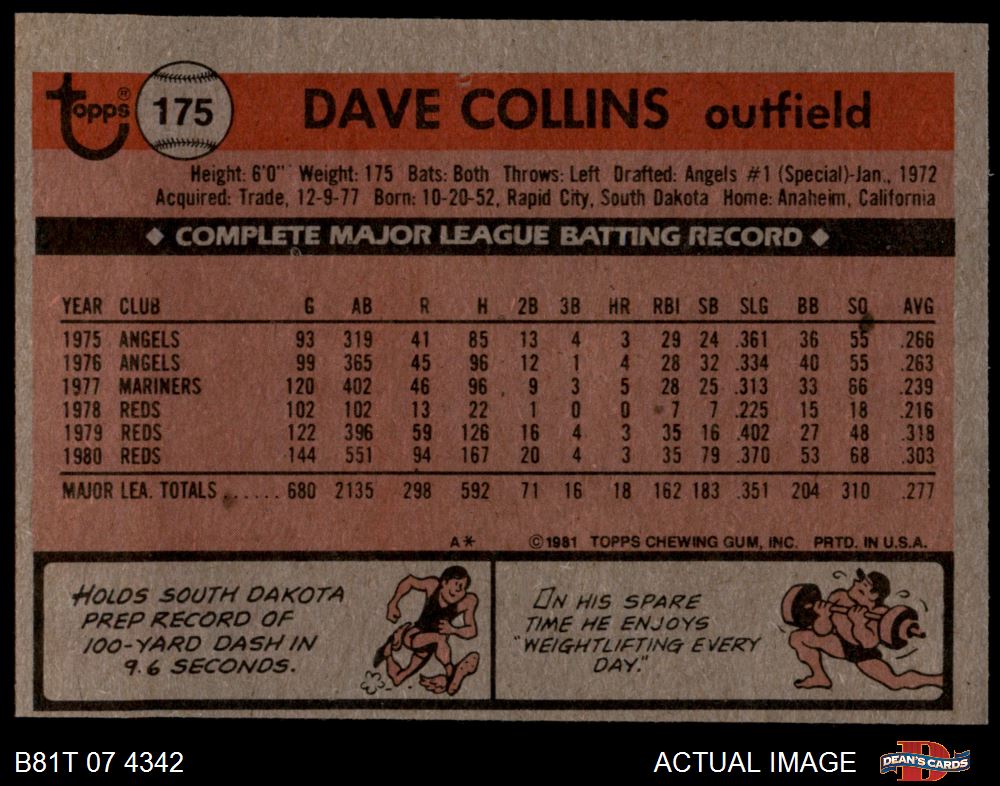 topps® 175 DAVE COLLINS outfield
Height: 6'0" Weight: 175 Bats: Both Throws: Left Drafted: Angels #1 (Special)-Jan., 1972
Acquired: Trade, 12-9-77 Born: 10-20-52, Rapid City, South Dakota Home: Anaheim, California
◆ COMPLETE MAJOR LEAGUE BATTING RECORD ◆
YEAR CLUB G AB R H 2B 3B HR RBI SB SLG BB SO AVG
1975 ANGELS 93 319 41 85 13 4 3 29 24 .361 36 55 .266
1976 ANGELS 99 365 45 96 12 1 4 28 32 .334 40 55 .263
1977 MARINERS 120 402 46 96 9 3 5 28 25 .313 33 66 .239
1978 REDS 102 102 13 22 1 0 0 7 7 .225 15 18 .216
1979 REDS 122 396 59 126 16 4 3 35 16 .402 27 48 .318
1980 REDS 144 551 94 167 20 4 3 35 79 .370 53 68 .303
MAJOR LEA. TOTALS ...... 680 2135 298 592 71 16 18 162 183 .351 204 310 .277
A* ©1981 TOPPS CHEWING GUM, INC. PRTD. IN U.S.A.
HOLDS SOUTH DAKOTA
PREP RECORD OF
100-YARD DASH IN
9.6 SECONDS.
IN HIS SPARE
TIME HE ENJOYS
"WEIGHTLIFTING EVERY
DAY."
B81T 07 4342 ACTUAL IMAGE D DEAN'S CARDS